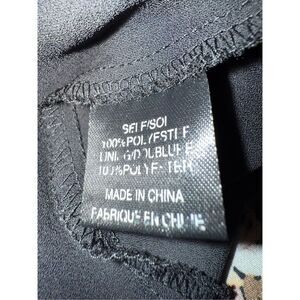 SELF/SOI
100% POLYESTER
LINING/DOUBLURE
100% POLYESTER
MADE IN CHINA
FABRIQUE EN CHINE